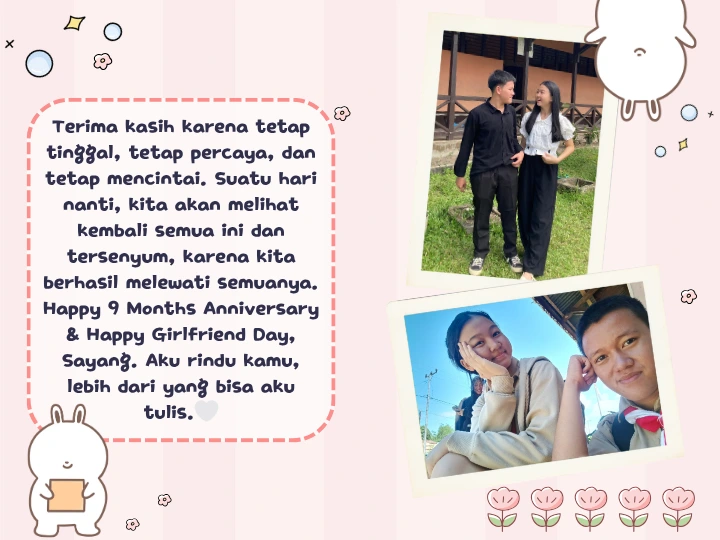 Terima kasih karena tetap
tinggal, tetap percaya, dan
tetap mencintai. Suatu hari
nanti, kita akan melihat
kembali semua ini dan
tersenyum, karena kita
berhasil melewati semuanya.
Happy 9 Months Anniversary
& Happy Girlfriend Day,
Sayang. Aku rindu kamu,
lebih dari yang bisa aku
tulis.🤍